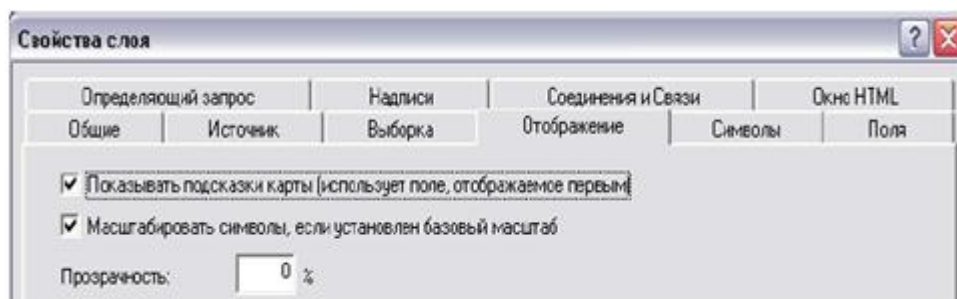 Свойства слоя
Определяющий запрос Надписи Соединения и Связи Окно HTML
Общие Источник Выборка Отображение Символы Поля
Показывать подсказки карты (использует поле, отображаемое первым)
Масштабировать символы, если установлен базовый масштаб
Прозрачность: 0 %